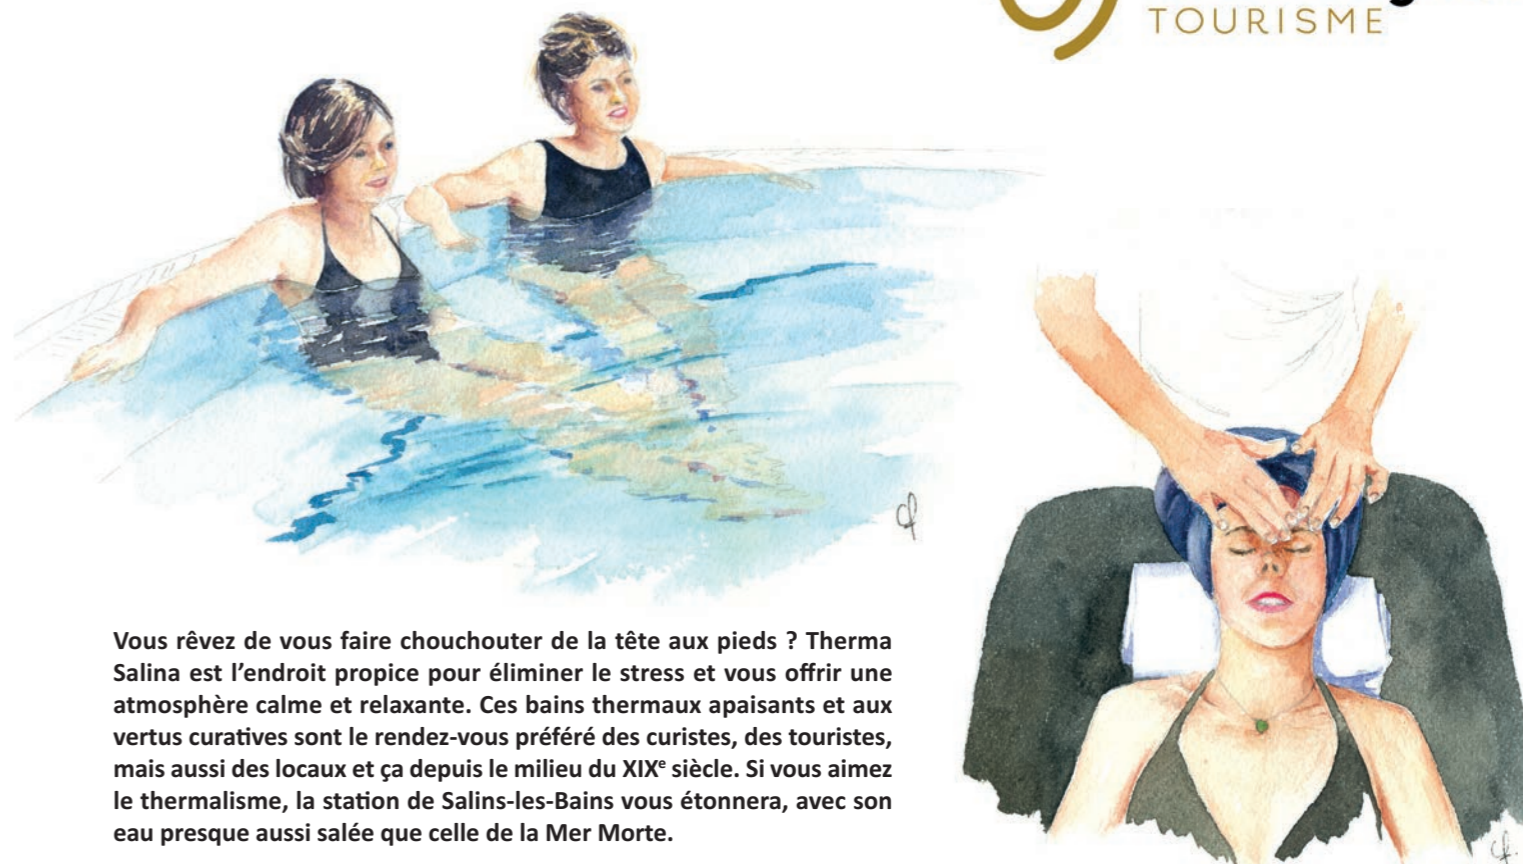 TOURISME
Vous rêvez de vous faire chouchouter de la tête aux pieds ? Therma
Salina est l’endroit propice pour éliminer le stress et vous offrir une
atmosphère calme et relaxante. Ces bains thermaux apaisants et aux
vertus curatives sont le rendez-vous préféré des curistes, des touristes,
mais aussi des locaux et ça depuis le milieu du XIXe siècle. Si vous aimez
le thermalisme, la station de Salins-les-Bains vous étonnera, avec son
eau presque aussi salée que celle de la Mer Morte.